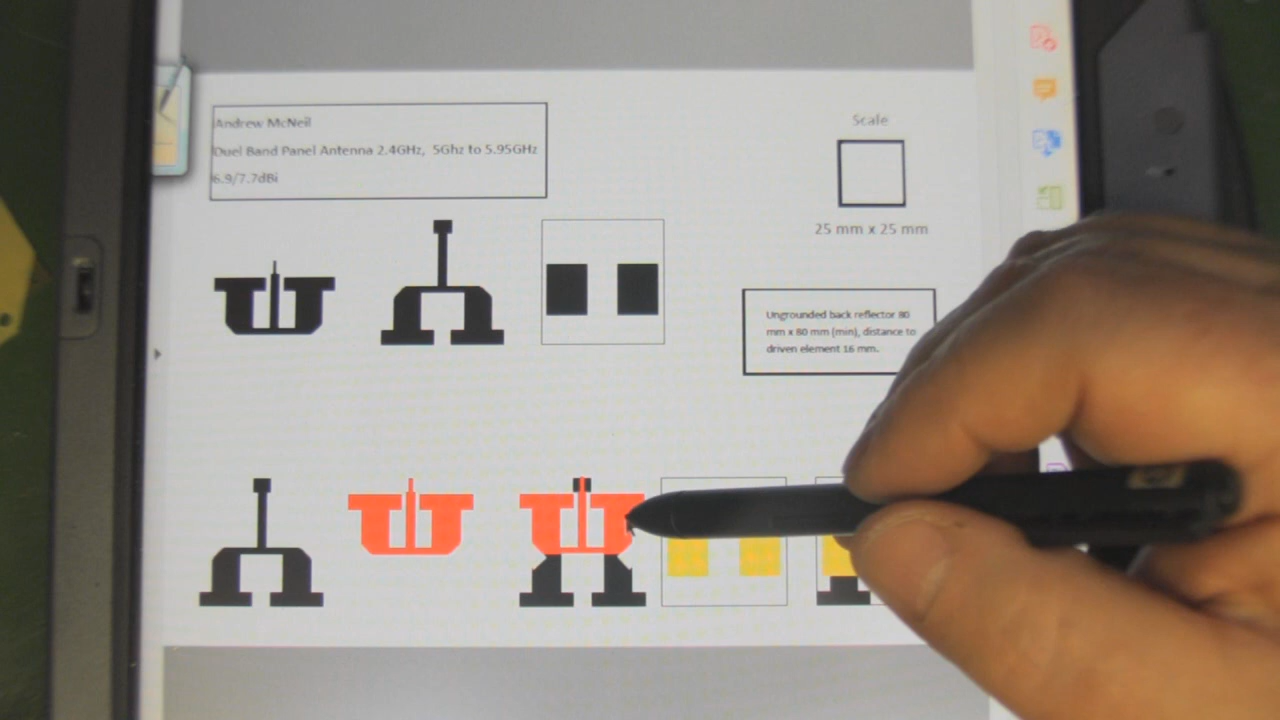 Andrew McNeil
Duel Band Panel Antenna 2.4GHz, 5Ghz to 5.95GHz
6.9/7.7dBi
Scale
25 mm x 25 mm
Ungrounded back reflector 80
mm x 80 mm (min), distance to
driven element 16 mm.